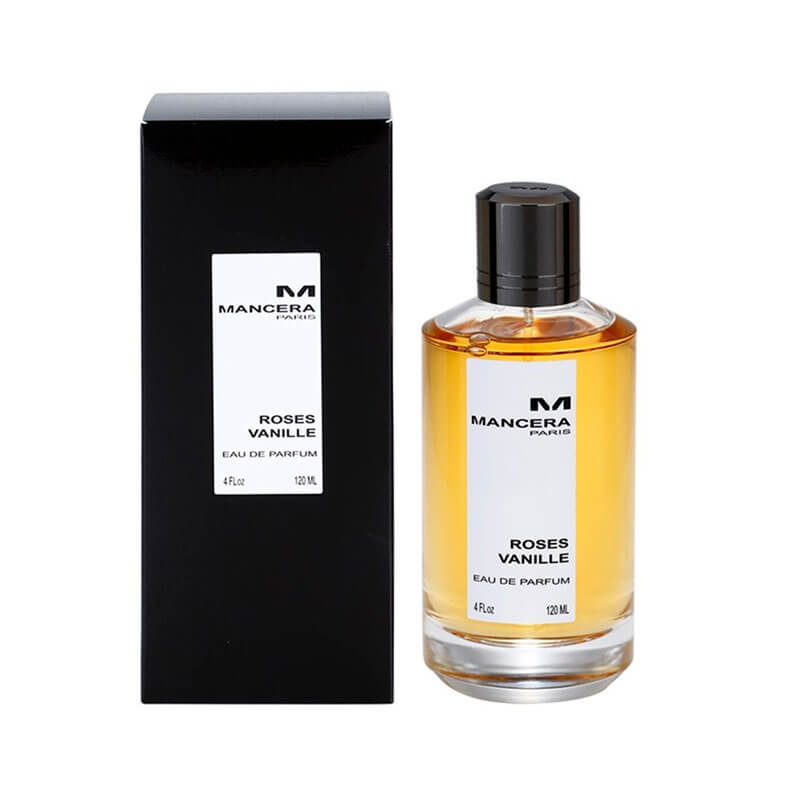 M
MANCERA
PARIS
ROSES
VANILLE
EAU DE PARFUM
4 FLoz 120 ML
M
M
MANCERA
PARIS
ROSES
VANILLE
EAU DE PARFUM
4 FLoz 120 ML